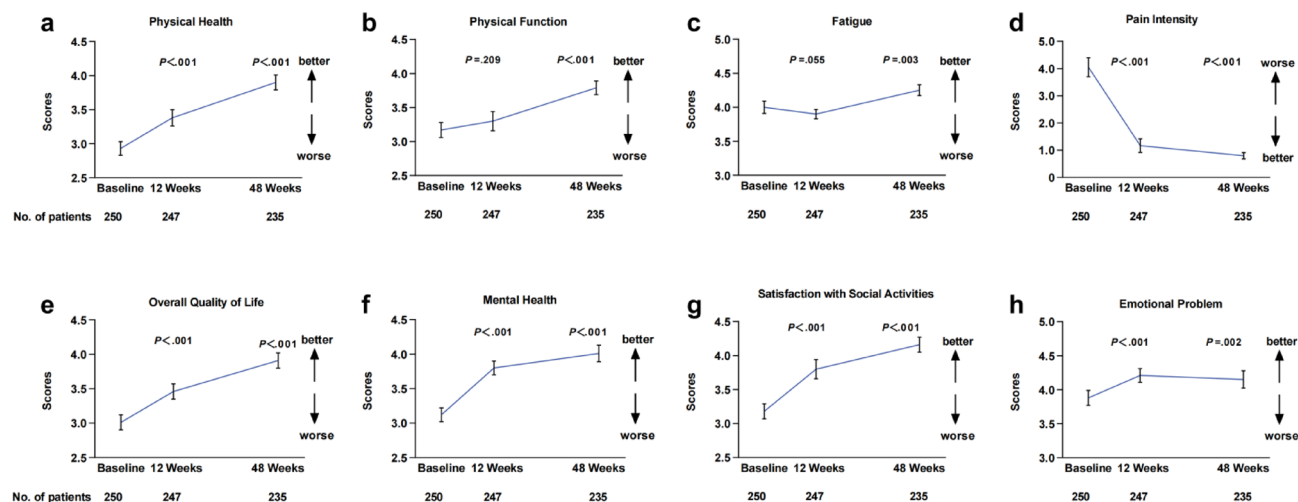 a
Physical Health
4.5
4.0
3.5
3.0
2.5
Scores
P<.001
P<.001
better
worse
Baseline 12 Weeks 48 Weeks
No. of patients 250 247 235
b
Physical Function
4.5
4.0
3.5
3.0
2.5
Scores
P=.209
P<.001
better
worse
Baseline 12 Weeks 48 Weeks
250 247 235
c
Fatigue
5.0
4.5
4.0
3.5
3.0
Scores
P=.055
P=.003
better
worse
Baseline 12 Weeks 48 Weeks
250 247 235
d
Pain Intensity
5.0
4.0
3.0
2.0
1.0
0
Scores
P<.001
P<.001
worse
better
Baseline 12 Weeks 48 Weeks
250 247 235
e
Overall Quality of Life
4.5
4.0
3.5
3.0
2.5
Scores
P<.001
P<.001
better
worse
Baseline 12 Weeks 48 Weeks
No. of patients 250 247 235
f
Mental Health
4.5
4.0
3.5
3.0
2.5
Scores
P<.001
P<.001
better
worse
Baseline 12 Weeks 48 Weeks
250 247 235
g
Satisfaction with Social Activities
4.5
4.0
3.5
3.0
2.5
Scores
P<.001
P<.001
better
worse
Baseline 12 Weeks 48 Weeks
250 247 235
h
Emotional Problem
5.0
4.5
4.0
3.5
3.0
Scores
P<.001
P=.002
better
worse
Baseline 12 Weeks 48 Weeks
250 247 235